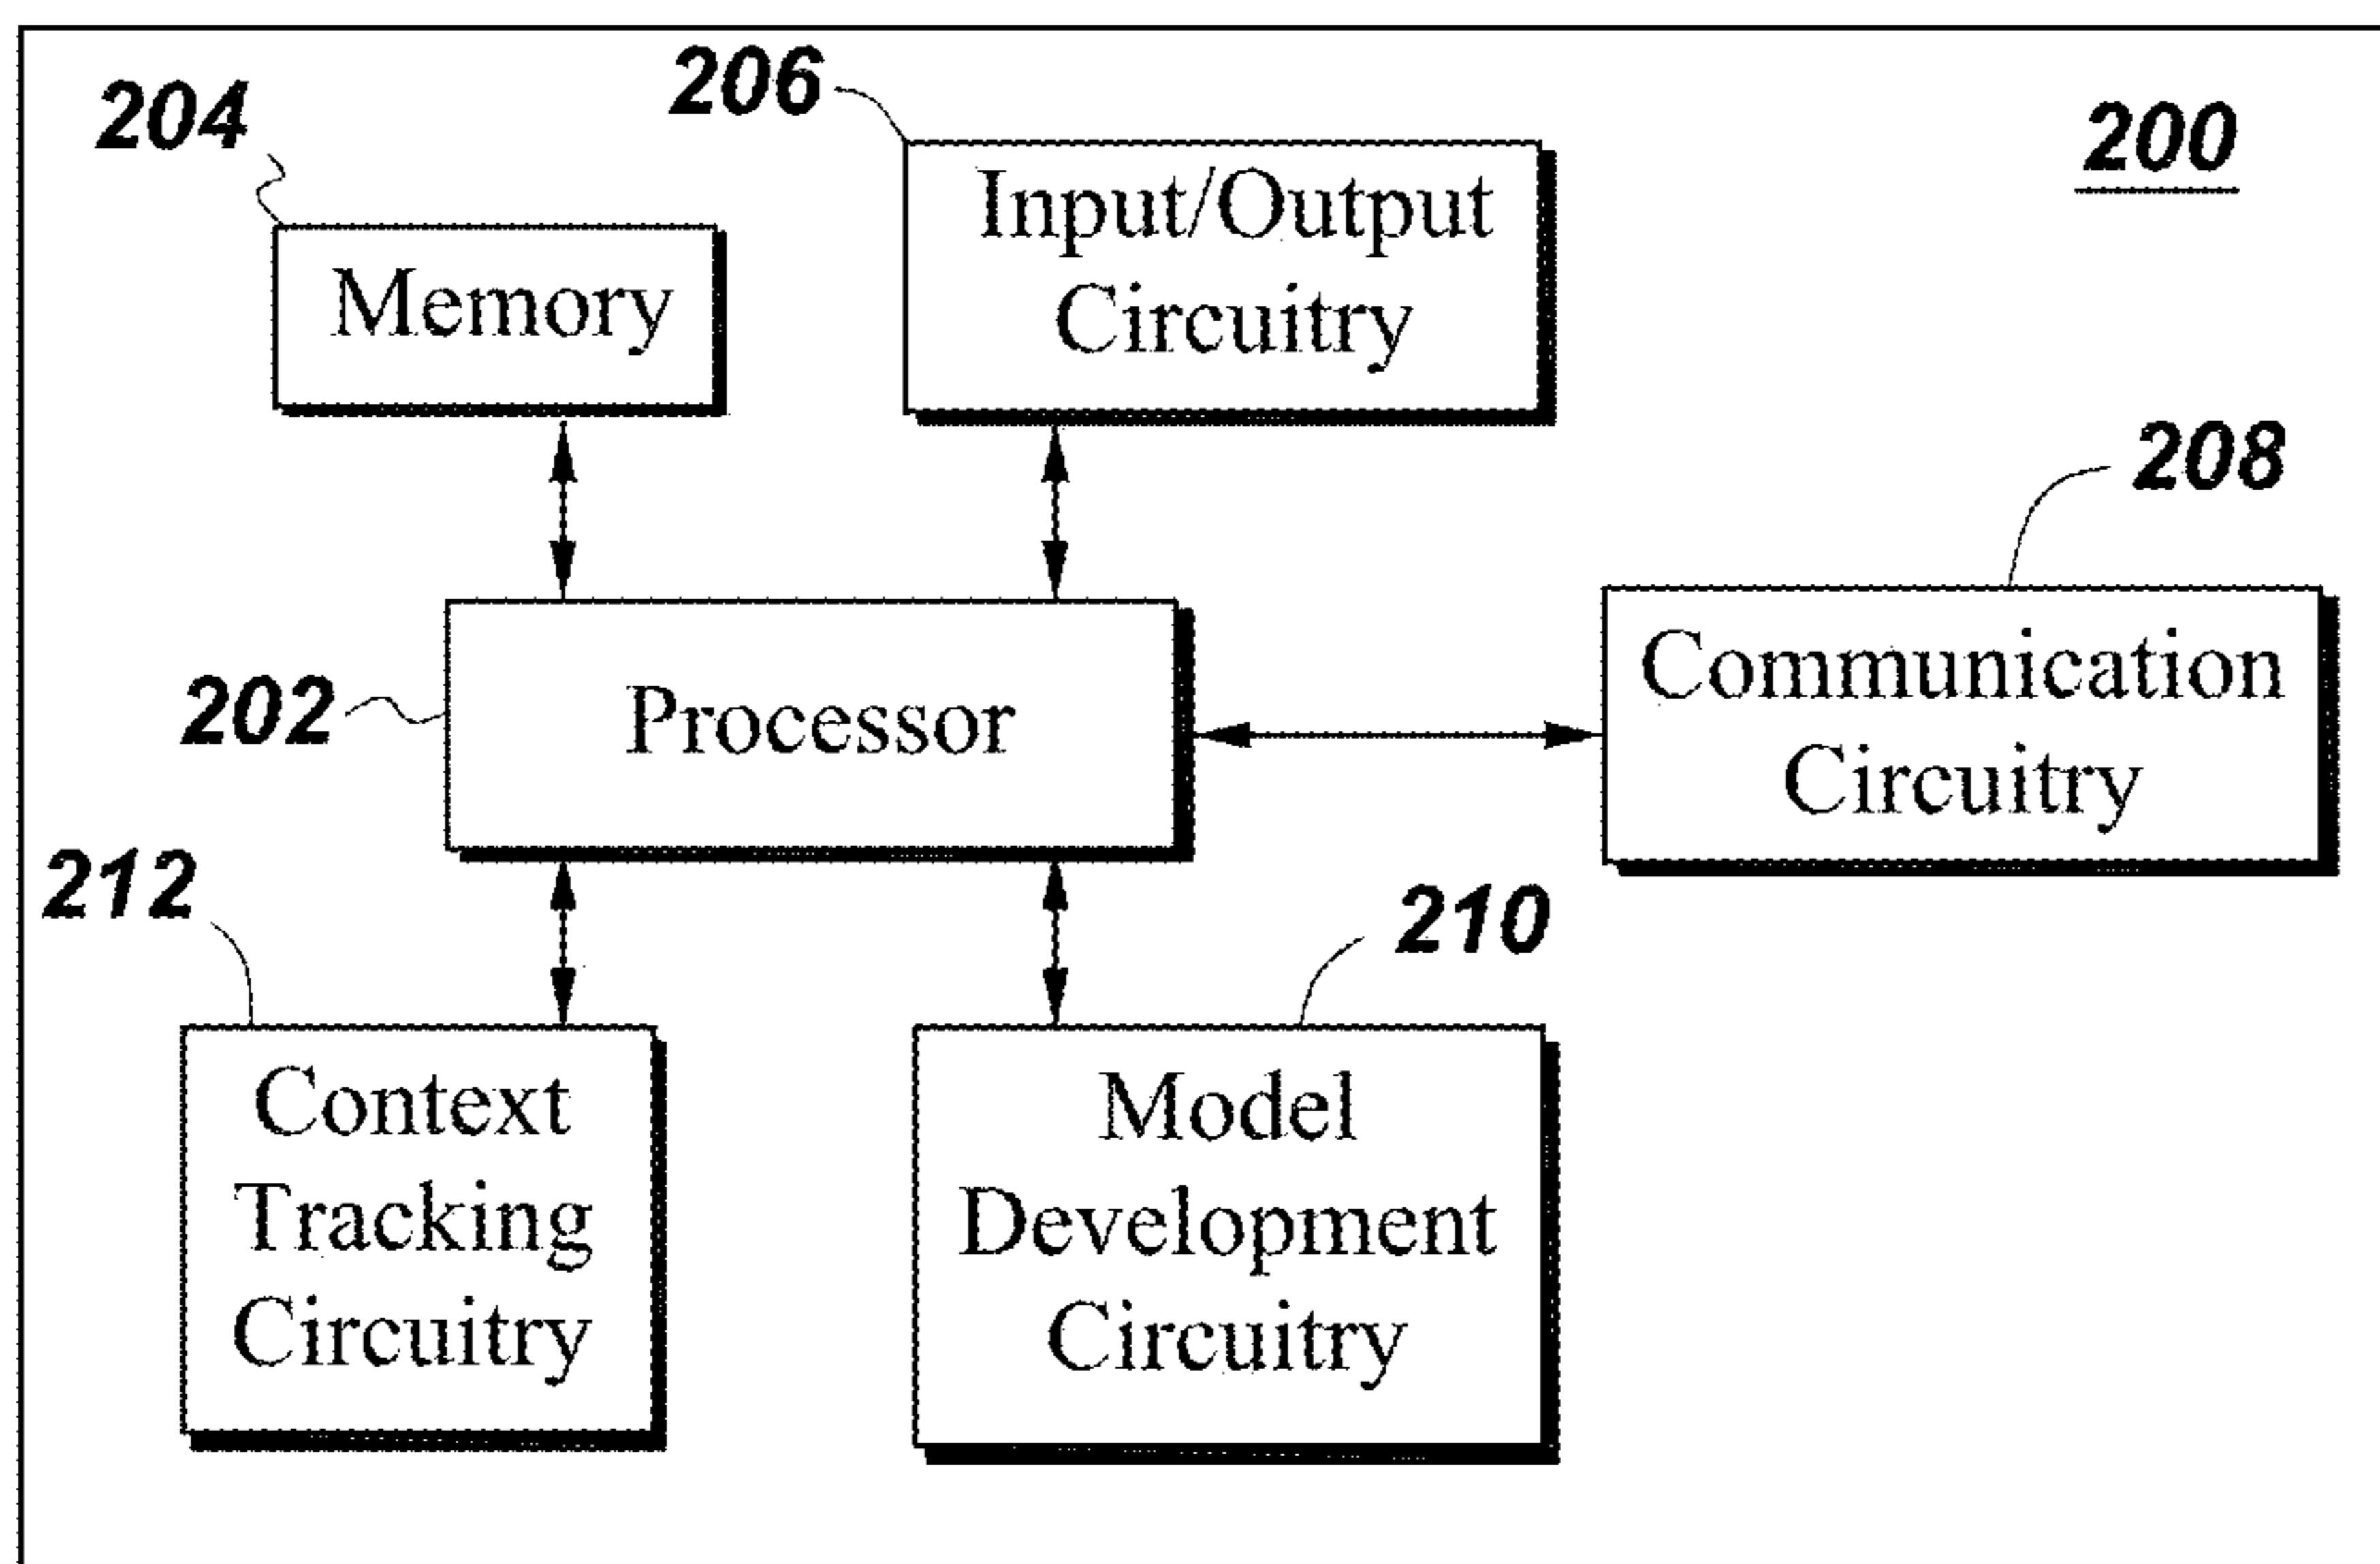 206
204
200
Input/Output
Circuitry
Memory
208
Communication
Circuitry
202
Processor
212
210
Context
Tracking
Circuitry
Model
Development
Circuitry